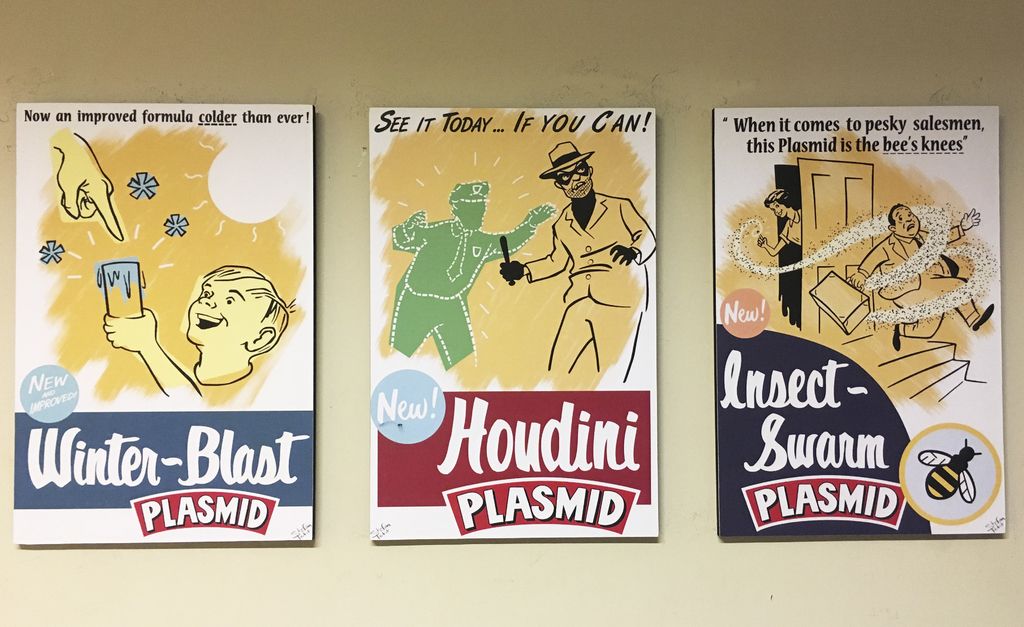 Now an improved formula colder than ever!
NEW
AND
IMPROVED!
Winter-Blast
PLASMID
SEE IT TODAY... IF YOU CAN!
New!
Houdini
PLASMID
"When it comes to pesky salesmen,
this Plasmid is the bee's knees"
New!
Insect-
Swarm
PLASMID